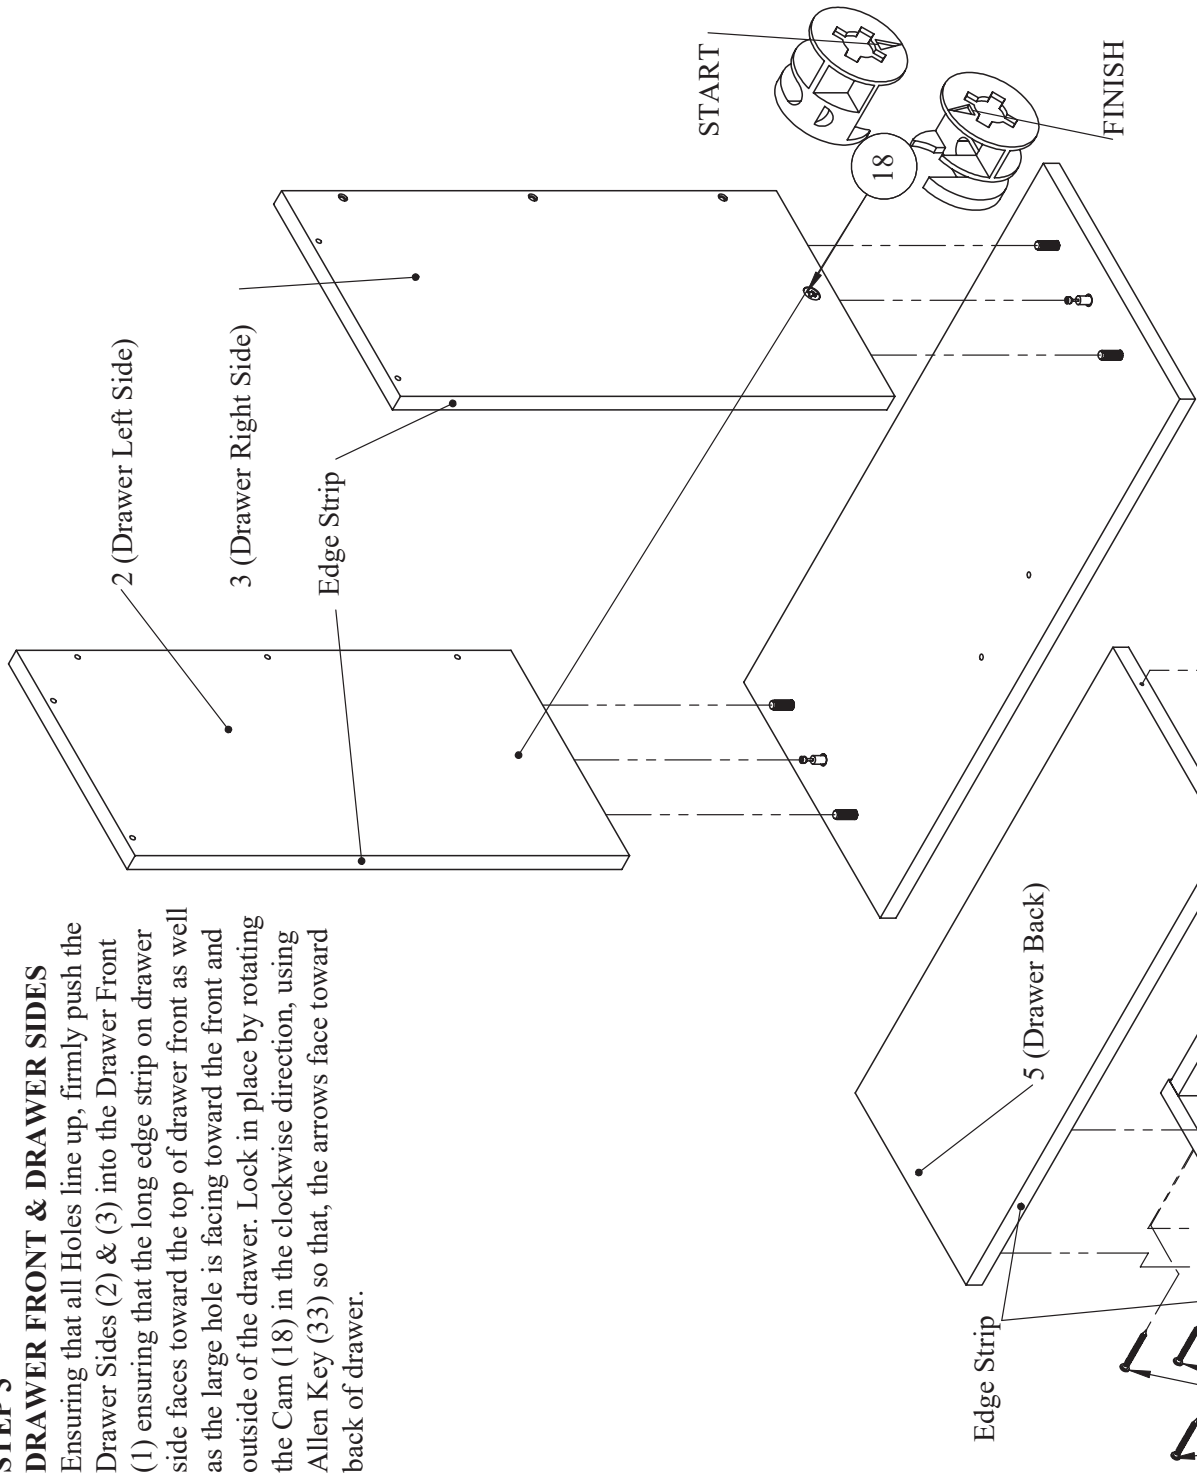 STEP 3
DRAWER FRONT & DRAWER SIDES
Ensuring that all Holes line up, firmly push the
Drawer Sides (2) & (3) into the Drawer Front
(1) ensuring that the long edge strip on drawer
side faces toward the top of drawer front as well
as the large hole is facing toward the front and
outside of the drawer. Lock in place by rotating
the Cam (18) in the clockwise direction, using
Allen Key (33) so that, the arrows face toward
back of drawer.
2 (Drawer Left Side)
3 (Drawer Right Side)
Edge Strip
START
18
FINISH
5 (Drawer Back)
Edge Strip